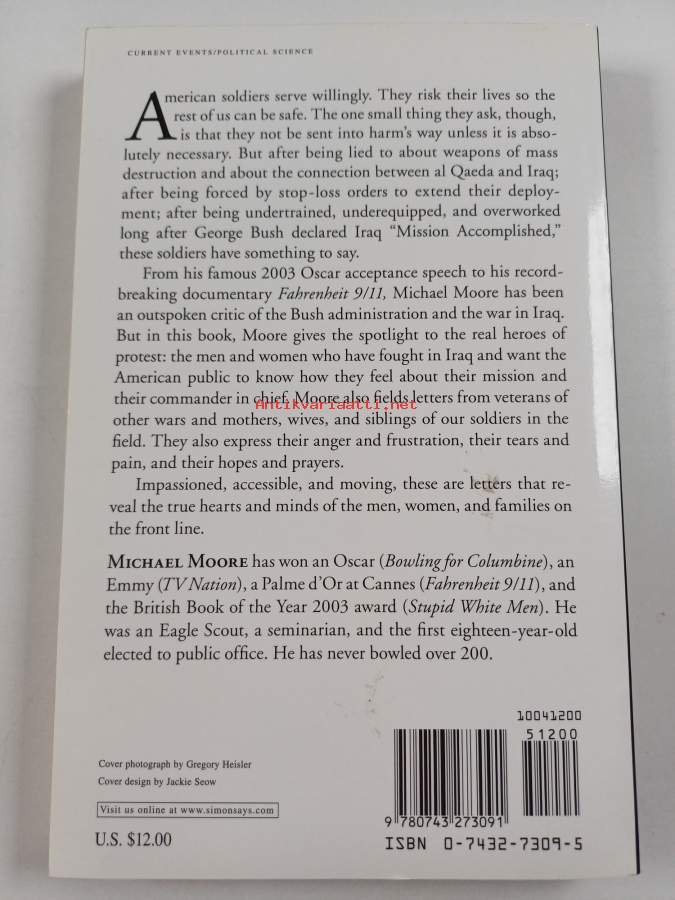 CURRENT EVENTS/POLITICAL SCIENCE
American soldiers serve willingly. They risk their lives so the
rest of us can be safe. The one small thing they ask, though,
is that they not be sent into harm's way unless it is abso-
lutely necessary. But after being lied to about weapons of mass
destruction and about the connection between al Qaeda and Iraq;
after being forced by stop-loss orders to extend their deploy-
ment; after being undertrained, underequipped, and overworked
long after George Bush declared Iraq “Mission Accomplished,”
these soldiers have something to say.
From his famous 2003 Oscar acceptance speech to his record-
breaking documentary Fahrenheit 9/11, Michael Moore has been
an outspoken critic of the Bush administration and the war in Iraq.
But in this book, Moore gives the spotlight to the real heroes of
protest: the men and women who have fought in Iraq and want the
American public to know how they feel about their mission and
their commander in chief. Moore also fields letters from veterans of
Antikvariaatti.net
other wars and mothers, wives, and siblings of our soldiers in the
field. They also express their anger and frustration, their tears and
pain, and their hopes and prayers.
Impassioned, accessible, and moving, these are letters that re-
veal the true hearts and minds of the men, women, and families on
the front line.
MICHAEL MOORE has won an Oscar (Bowling for Columbine), an
Emmy (TV Nation), a Palme d'Or at Cannes (Fahrenheit 9/11), and
the British Book of the Year 2003 award (Stupid White Men). He
was an Eagle Scout, a seminarian, and the first eighteen-year-old
elected to public office. He has never bowled over 200.
Cover photograph by Gregory Heisler
Cover design by Jackie Seow
Visit us online at www.simonsays.com
U.S. $12.00
10041200
51200
9 780743 273091
ISBN 0-7432-7309-5